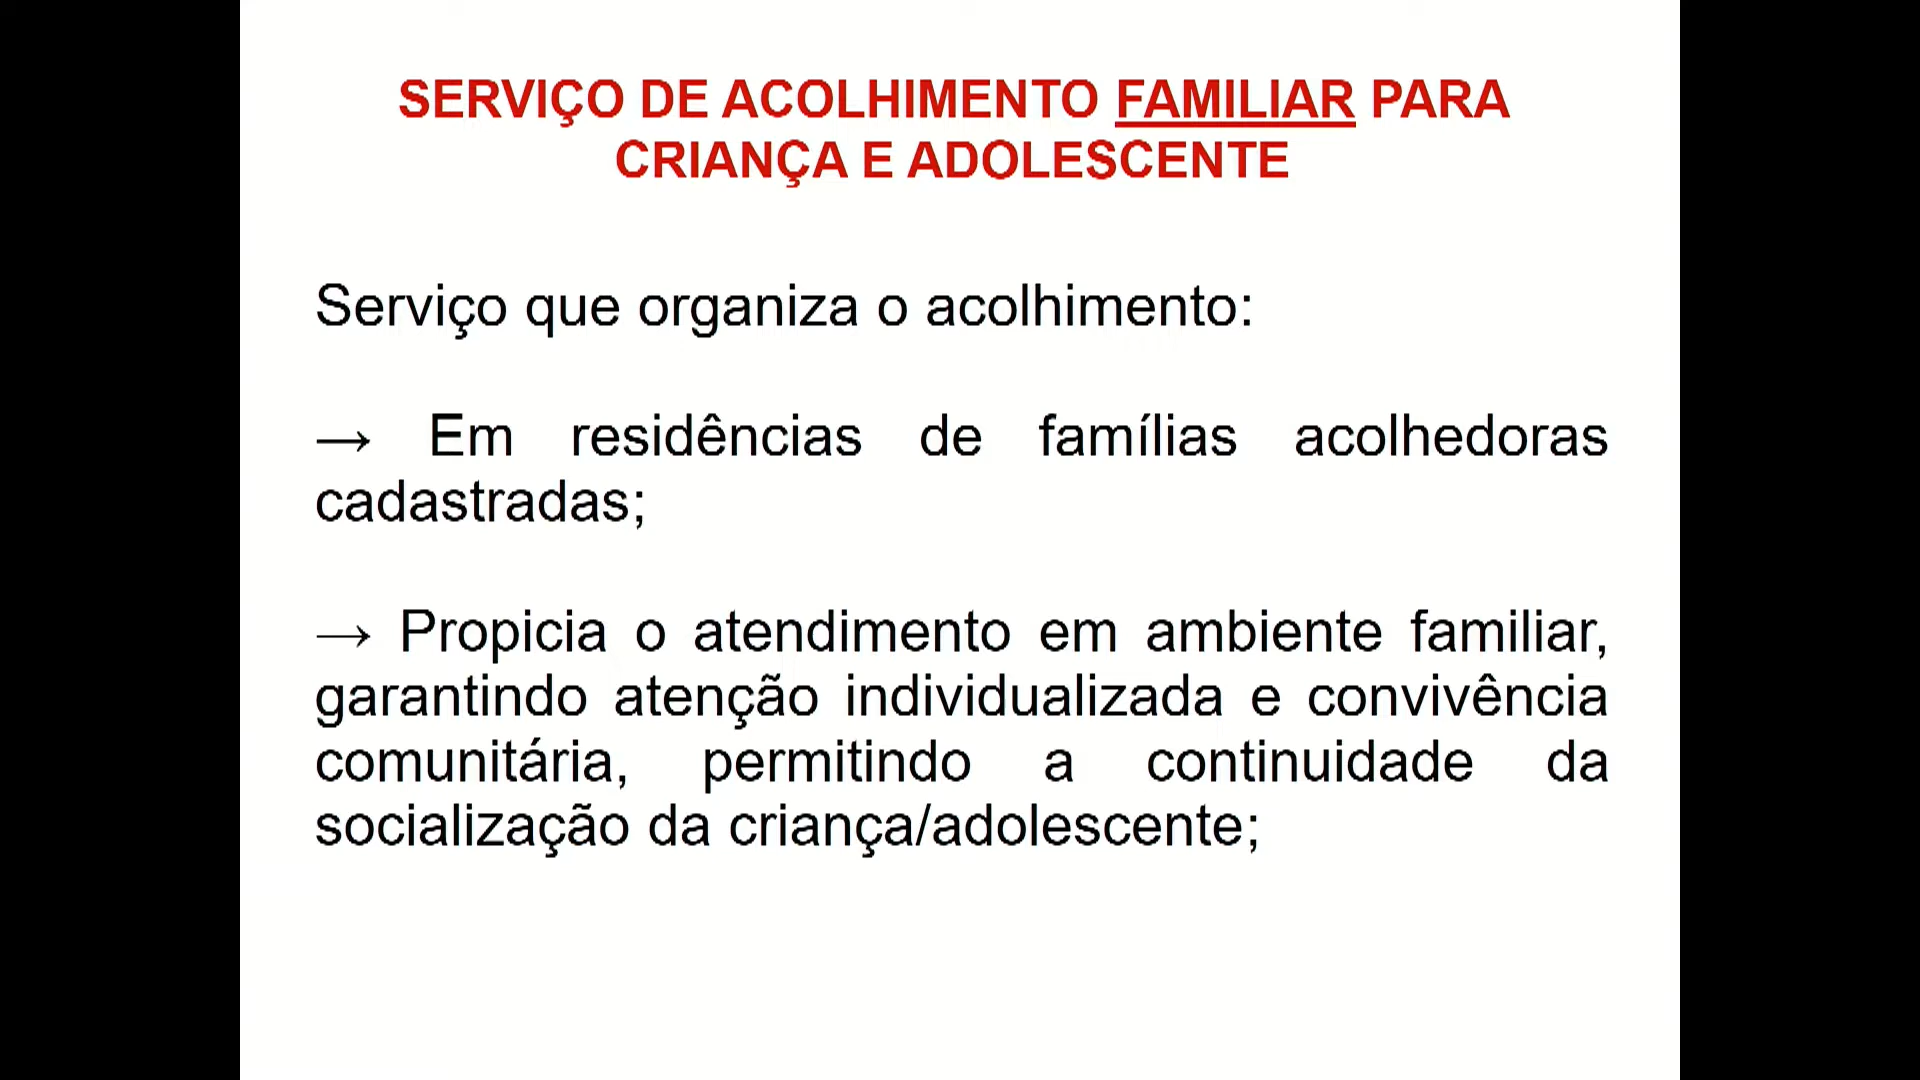 SERVIÇO DE ACOLHIMENTO FAMILIAR PARA
CRIANÇA E ADOLESCENTE
Serviço que organiza o acolhimento:
→ Em residências de famílias acolhedoras
cadastradas;
→ Propicia o atendimento em ambiente familiar,
garantindo atenção individualizada e convivência
comunitária, permitindo a continuidade da
socialização da criança/adolescente;